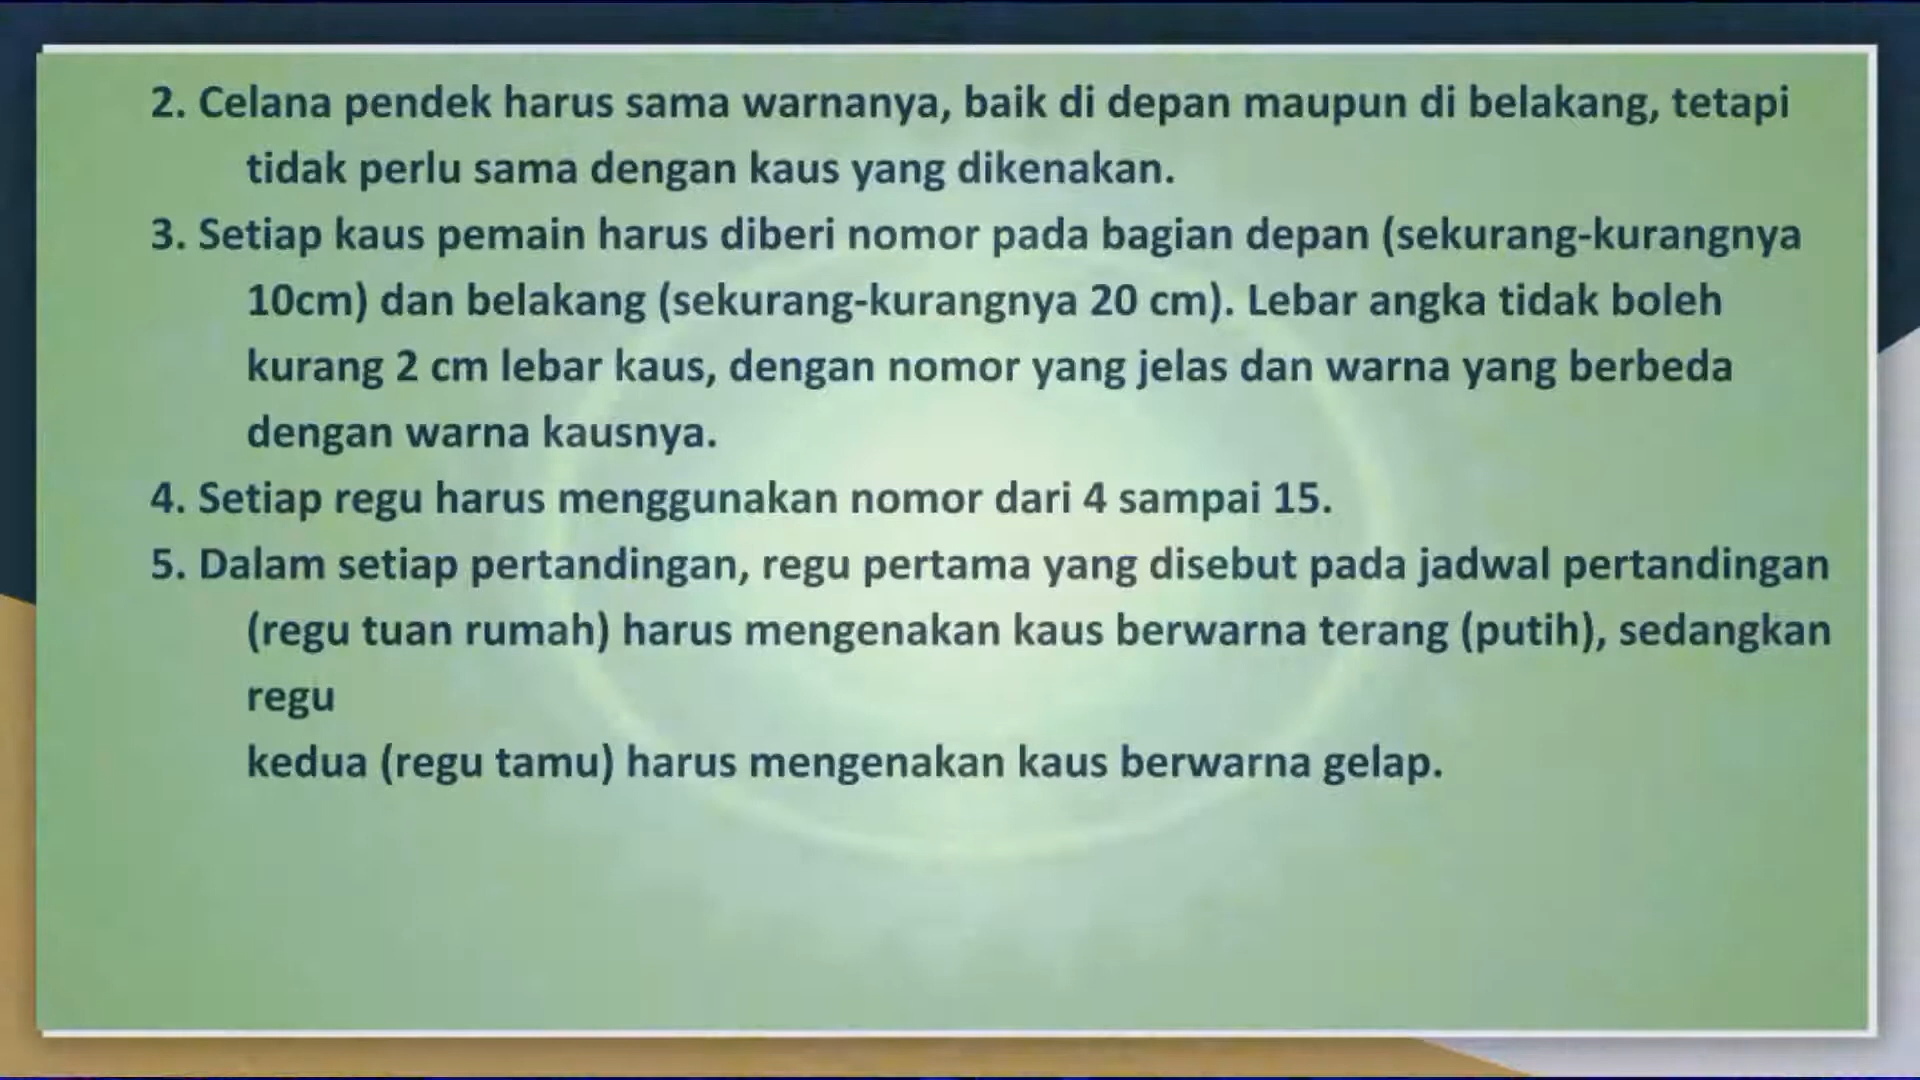 2. Celana pendek harus sama warnanya, baik di depan maupun di belakang, tetapi
tidak perlu sama dengan kaus yang dikenakan.
3. Setiap kaus pemain harus diberi nomor pada bagian depan (sekurang-kurangnya
10cm) dan belakang (sekurang-kurangnya 20 cm). Lebar angka tidak boleh
kurang 2 cm lebar kaus, dengan nomor yang jelas dan warna yang berbeda
dengan warna kausnya.
4. Setiap regu harus menggunakan nomor dari 4 sampai 15.
5. Dalam setiap pertandingan, regu pertama yang disebut pada jadwal pertandingan
(regu tuan rumah) harus mengenakan kaus berwarna terang (putih), sedangkan
regu
kedua (regu tamu) harus mengenakan kaus berwarna gelap.